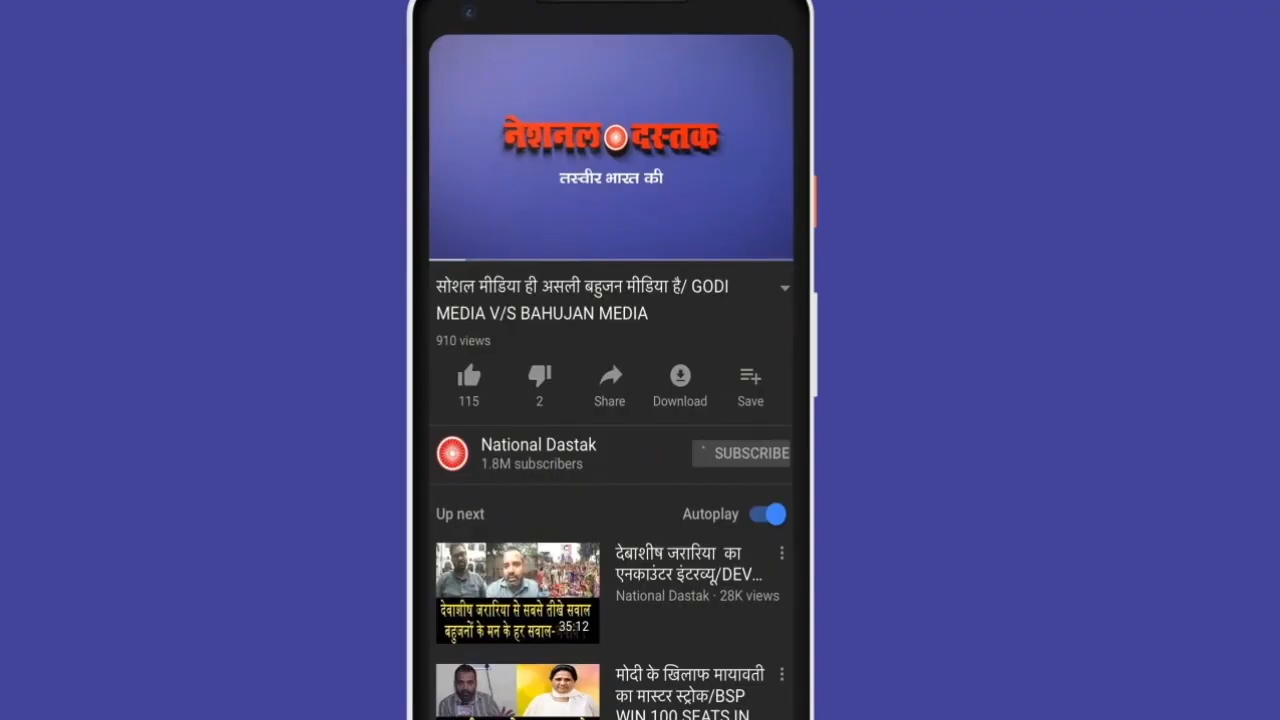 नेशनल दस्तक
तस्वीर भारत की
सोशल मीडिया ही असली बहुजन मीडिया है/ GODI
MEDIA V/S BAHUJAN MEDIA
910 views
115
2
Share
Download
Save
National Dastak
1.8M subscribers
SUBSCRIBE
Up next
Autoplay
देबाशीष जरारिया का
एनकाउंटर इंटरव्यू/DEV...
National Dastak · 28K views
देवाशीष जरारिया से सबसे तीखे सवाल
बहुजनों के मन के हर सवाल-
35:12
मोदी के खिलाफ मायावती
का मास्टर स्ट्रोक/BSP
WIN 100 SEATS IN